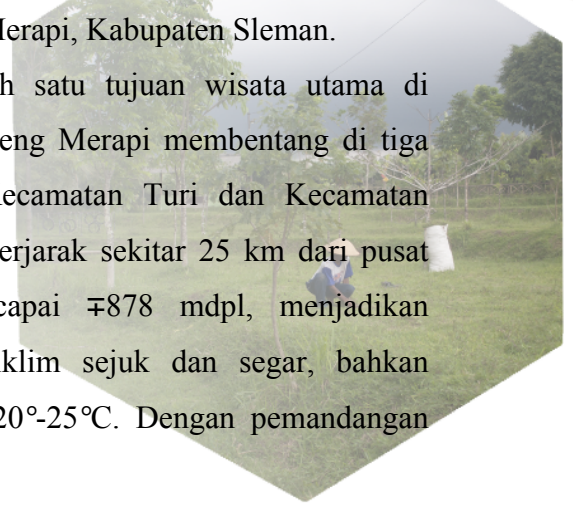 Merapi, Kabupaten Sleman.
h satu tujuan wisata utama di
eng Merapi membentang di tiga
ecamatan Turi dan Kecamatan
erjarak sekitar 25 km dari pusat
capai ∓878 mdpl, menjadikan
klim sejuk dan segar, bahkan
20°-25℃. Dengan pemandangan